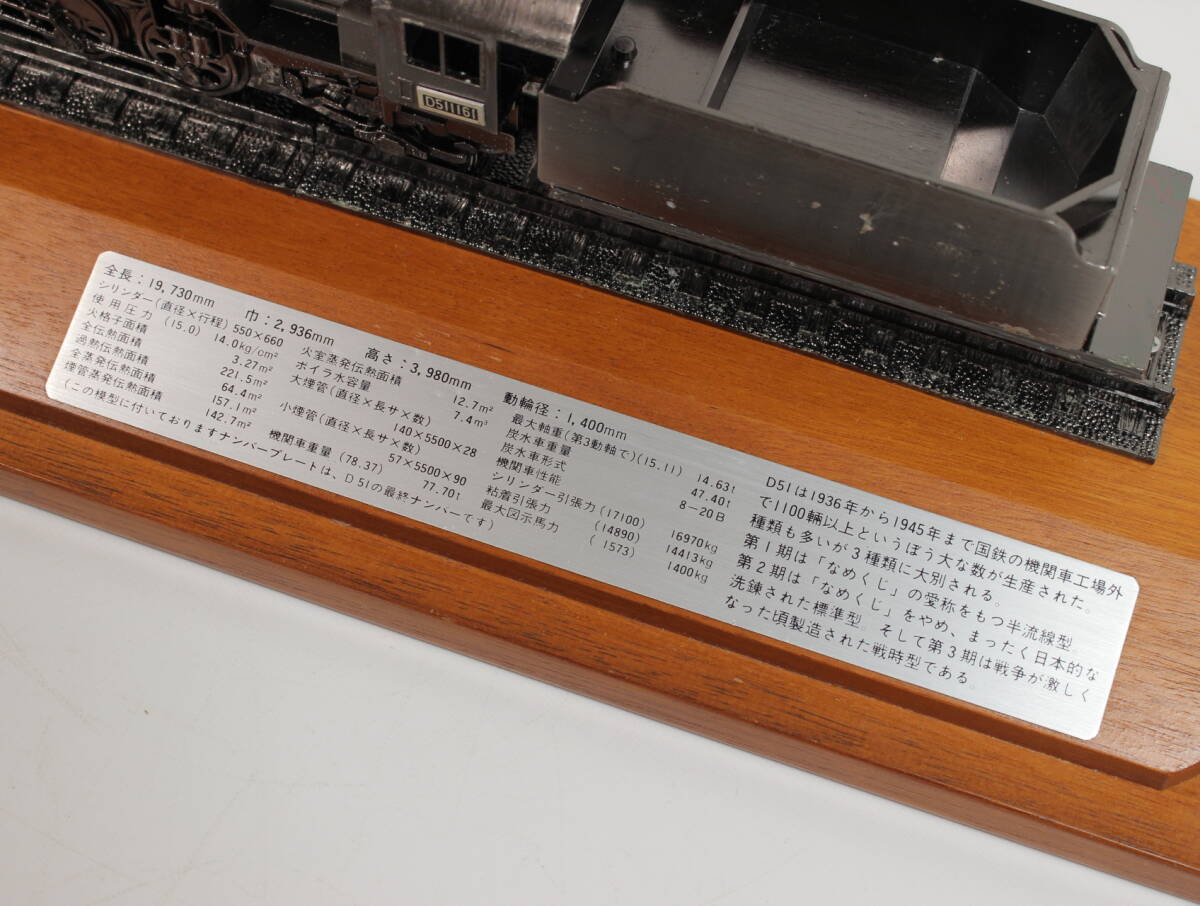 D511161
全長：19,730mm　巾：2,936mm　高さ：3,980mm　動輪径：1,400mm
シリンダー(直径×行程) 550×660
使用圧力 (15.0) 14.0kg/cm²
火格子面積 3.27m²
全伝熱面積 221.5m²
過熱伝熱面積 64.4m²
全蒸発伝熱面積 157.1m²
煙管蒸発伝熱面積 142.7m²
(この模型に付いておりますナンバープレートは、D51の最終ナンバーです)
火室蒸発伝熱面積 12.7m²
ボイラ水容量 7.4m³
大煙管(直径×長サ×数)
140×5500×28
小煙管(直径×長サ×数)
57×5500×90
機関車重量 (78.37) 77.70t
最大軸重(第3動軸で)(15.11) 14.63t
炭水車重量 47.40t
炭水車形式 8-20B
機関車性能
シリンダー引張力 (17100) 16970kg
粘着引張力 (14890) 14413kg
最大図示馬力 (1573) 1400kg
D51は1936年から1945年まで国鉄の機関車工場外
で1100輌以上というぼう大な数が生産された。
種類も多いが3種類に大別される。
第1期は「なめくじ」の愛称をもつ半流線型。
第2期は「なめくじ」をやめ、まったく日本的な
洗錬された標準型。そして第3期は戦争が激しく
なった頃製造された戦時型である。